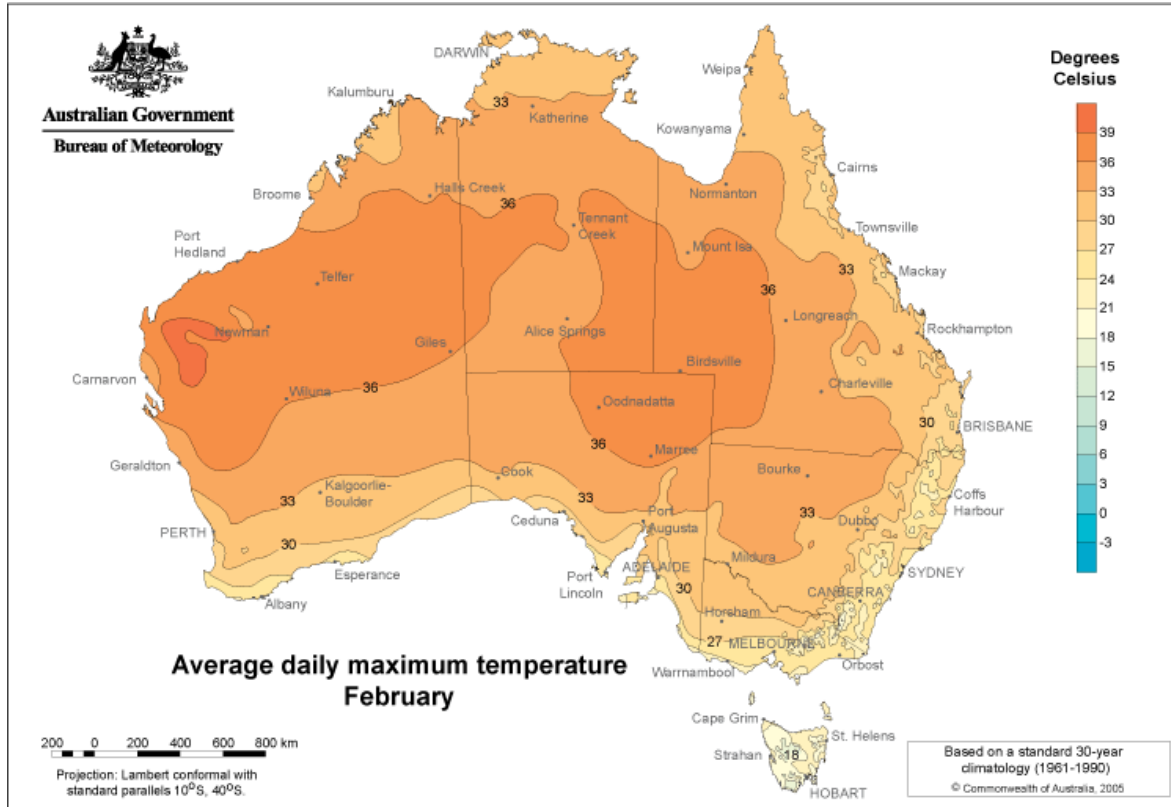 Australian Government
Bureau of Meteorology
DARWIN
Weipa
Degrees
Celsius
Kalumburu
33
Katherine
Kowanyama
39
36
33
30
27
24
21
18
15
12
9
6
3
0
-3
Cairns
Broome
Halls Creek
36
Normanton
Tennant
Creek
Townsville
Port
Hedland
Mount Isa
Telfer
33
Mackay
36
Newman
Alice Springs
Longreach
Rockhampton
Giles
Birdsville
Carnarvon
Wiluna
36
Charleville
Oodnadatta
30
BRISBANE
36
Marree
Geraldton
Cook
Bourke
Kalgoorlie-
Boulder
33
33
Coffs
Harbour
PERTH
Ceduna
Port
Augusta
33
Dubbo
30
Mildura
Esperance
Port
Lincoln
ADELAIDE
SYDNEY
Albany
30
CANBERRA
Horsham
27
MELBOURNE
Warrnambool
Orbost
Average daily maximum temperature
February
Cape Grim
St. Helens
Strahan
18
HOBART
200 0 200 400 600 800 km
Projection: Lambert conformal with
standard parallels 10°S, 40°S.
Based on a standard 30-year
climatology (1961-1990)
© Commonwealth of Australia, 2005